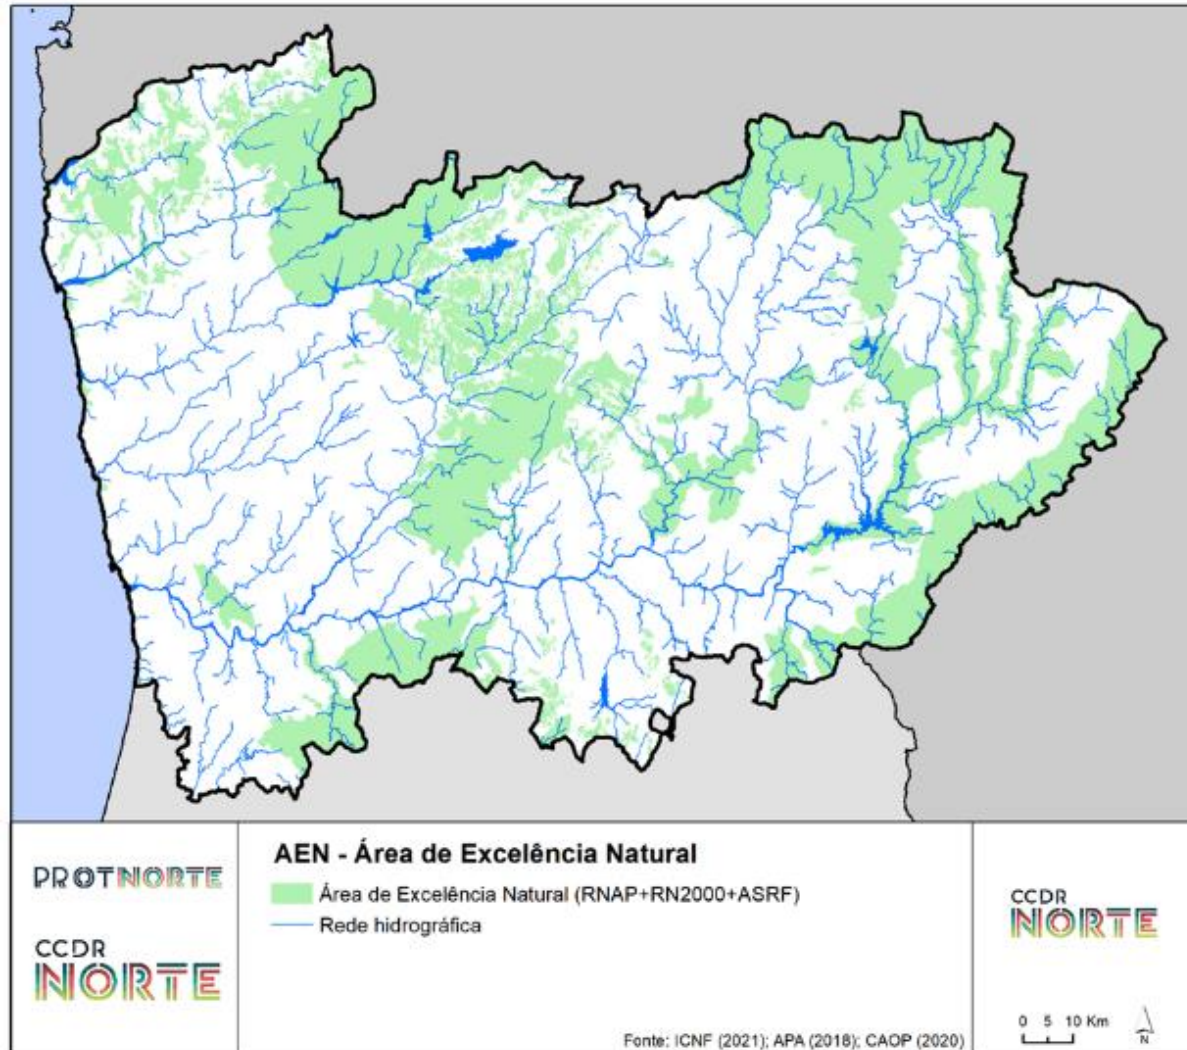 PROTNORTE
CCDR
NORTE
AEN - Área de Excelência Natural
Área de Excelência Natural (RNAP+RN2000+ASRF)
Rede hidrográfica
Fonte: ICNF (2021); APA (2018); CAOP (2020)
CCDR
NORTE
0 5 10 Km
N